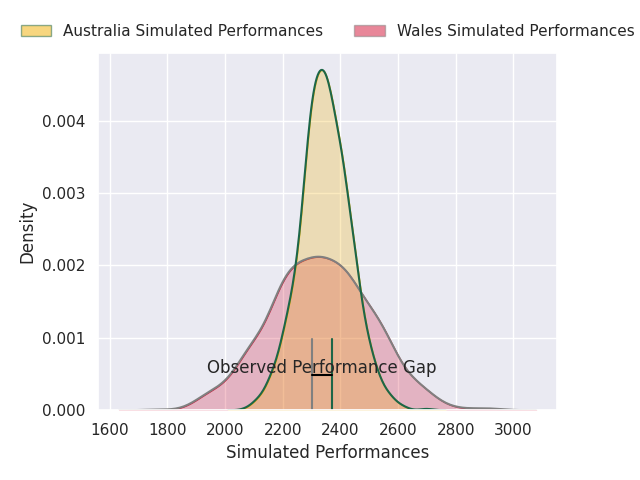 Australia Simulated Performances
Wales Simulated Performances
0.004
0.003
0.002
0.001
0.000
Density
Observed Performance Gap
1600 1800 2000 2200 2400 2600 2800 3000
Simulated Performances